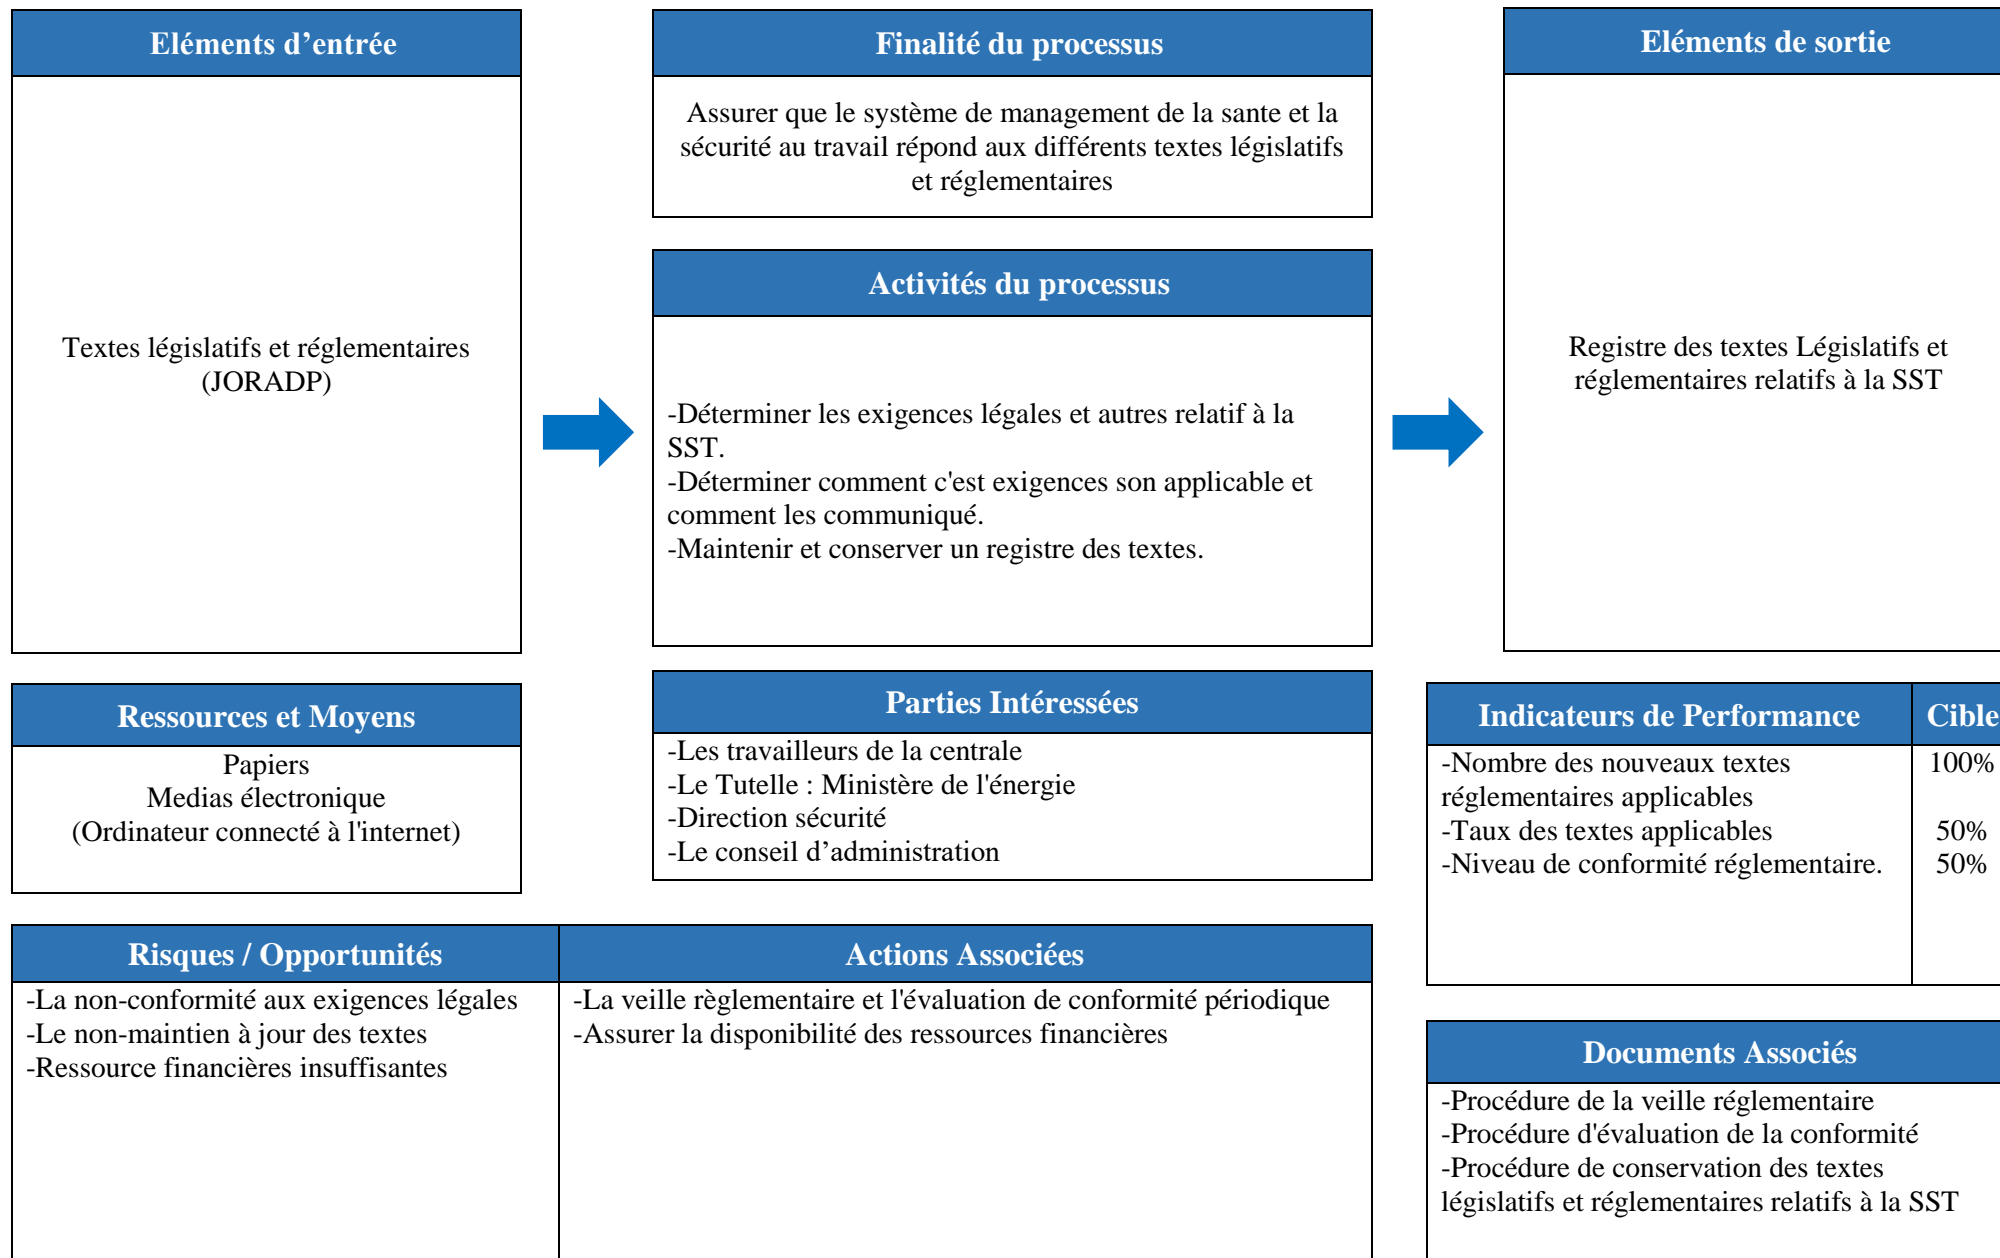 Eléments d’entrée
Textes législatifs et réglementaires
(JORADP)
Finalité du processus
Assurer que le système de management de la sante et la
sécurité au travail répond aux différents textes législatifs
et réglementaires
Activités du processus
-Déterminer les exigences légales et autres relatif à la
SST.
-Déterminer comment c'est exigences son applicable et
comment les communiqué.
-Maintenir et conserver un registre des textes.
Eléments de sortie
Registre des textes Législatifs et
réglementaires relatifs à la SST
Ressources et Moyens
Papiers
Medias électronique
(Ordinateur connecté à l'internet)
Parties Intéressées
-Les travailleurs de la centrale
-Le Tutelle : Ministère de l'énergie
-Direction sécurité
-Le conseil d’administration
Indicateurs de Performance Cible
-Nombre des nouveaux textes 100%
réglementaires applicables
-Taux des textes applicables 50%
-Niveau de conformité réglementaire. 50%
Risques / Opportunités Actions Associées
-La non-conformité aux exigences légales
-Le non-maintien à jour des textes
-Ressource financières insuffisantes
-La veille règlementaire et l'évaluation de conformité périodique
-Assurer la disponibilité des ressources financières
Documents Associés
-Procédure de la veille réglementaire
-Procédure d'évaluation de la conformité
-Procédure de conservation des textes
législatifs et réglementaires relatifs à la SST